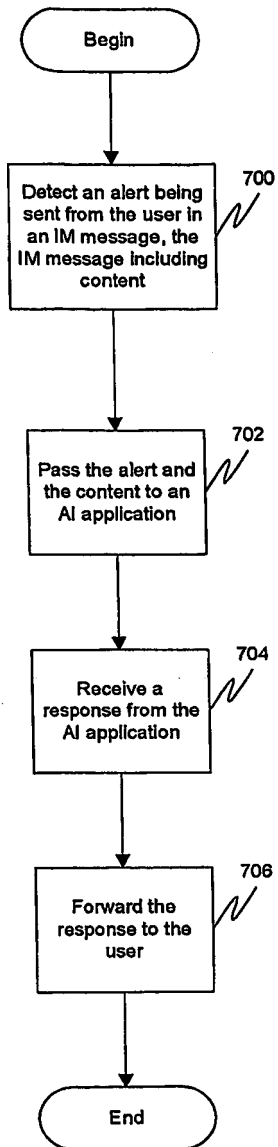 Begin
700
Detect an alert being
sent from the user in
an IM message, the
IM message including
content
702
Pass the alert and
the content to an
AI application
704
Receive a
response from the
AI application
706
Forward the
response to the
user
End